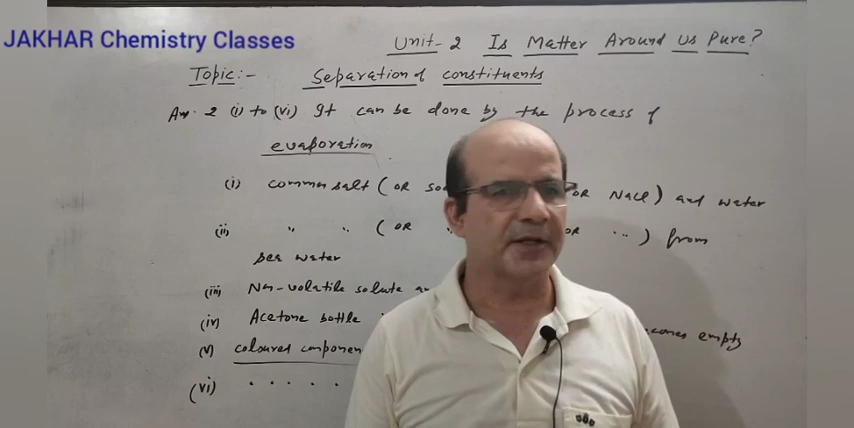 JAKHAR Chemistry Classes
Unit-2 Is Matter Around Us Pure?
Topic:- Separation of constituents
Ans. 2 (i) to (vi) It can be done by the process of
evaporation
(i) common salt (OR OR NaCl) and water
(ii) " " (OR OR ...) from
sea water
(iii) Non-volatile solute
(iv) Acetone bottle empty
(v) coloured
(vi) . . . . .